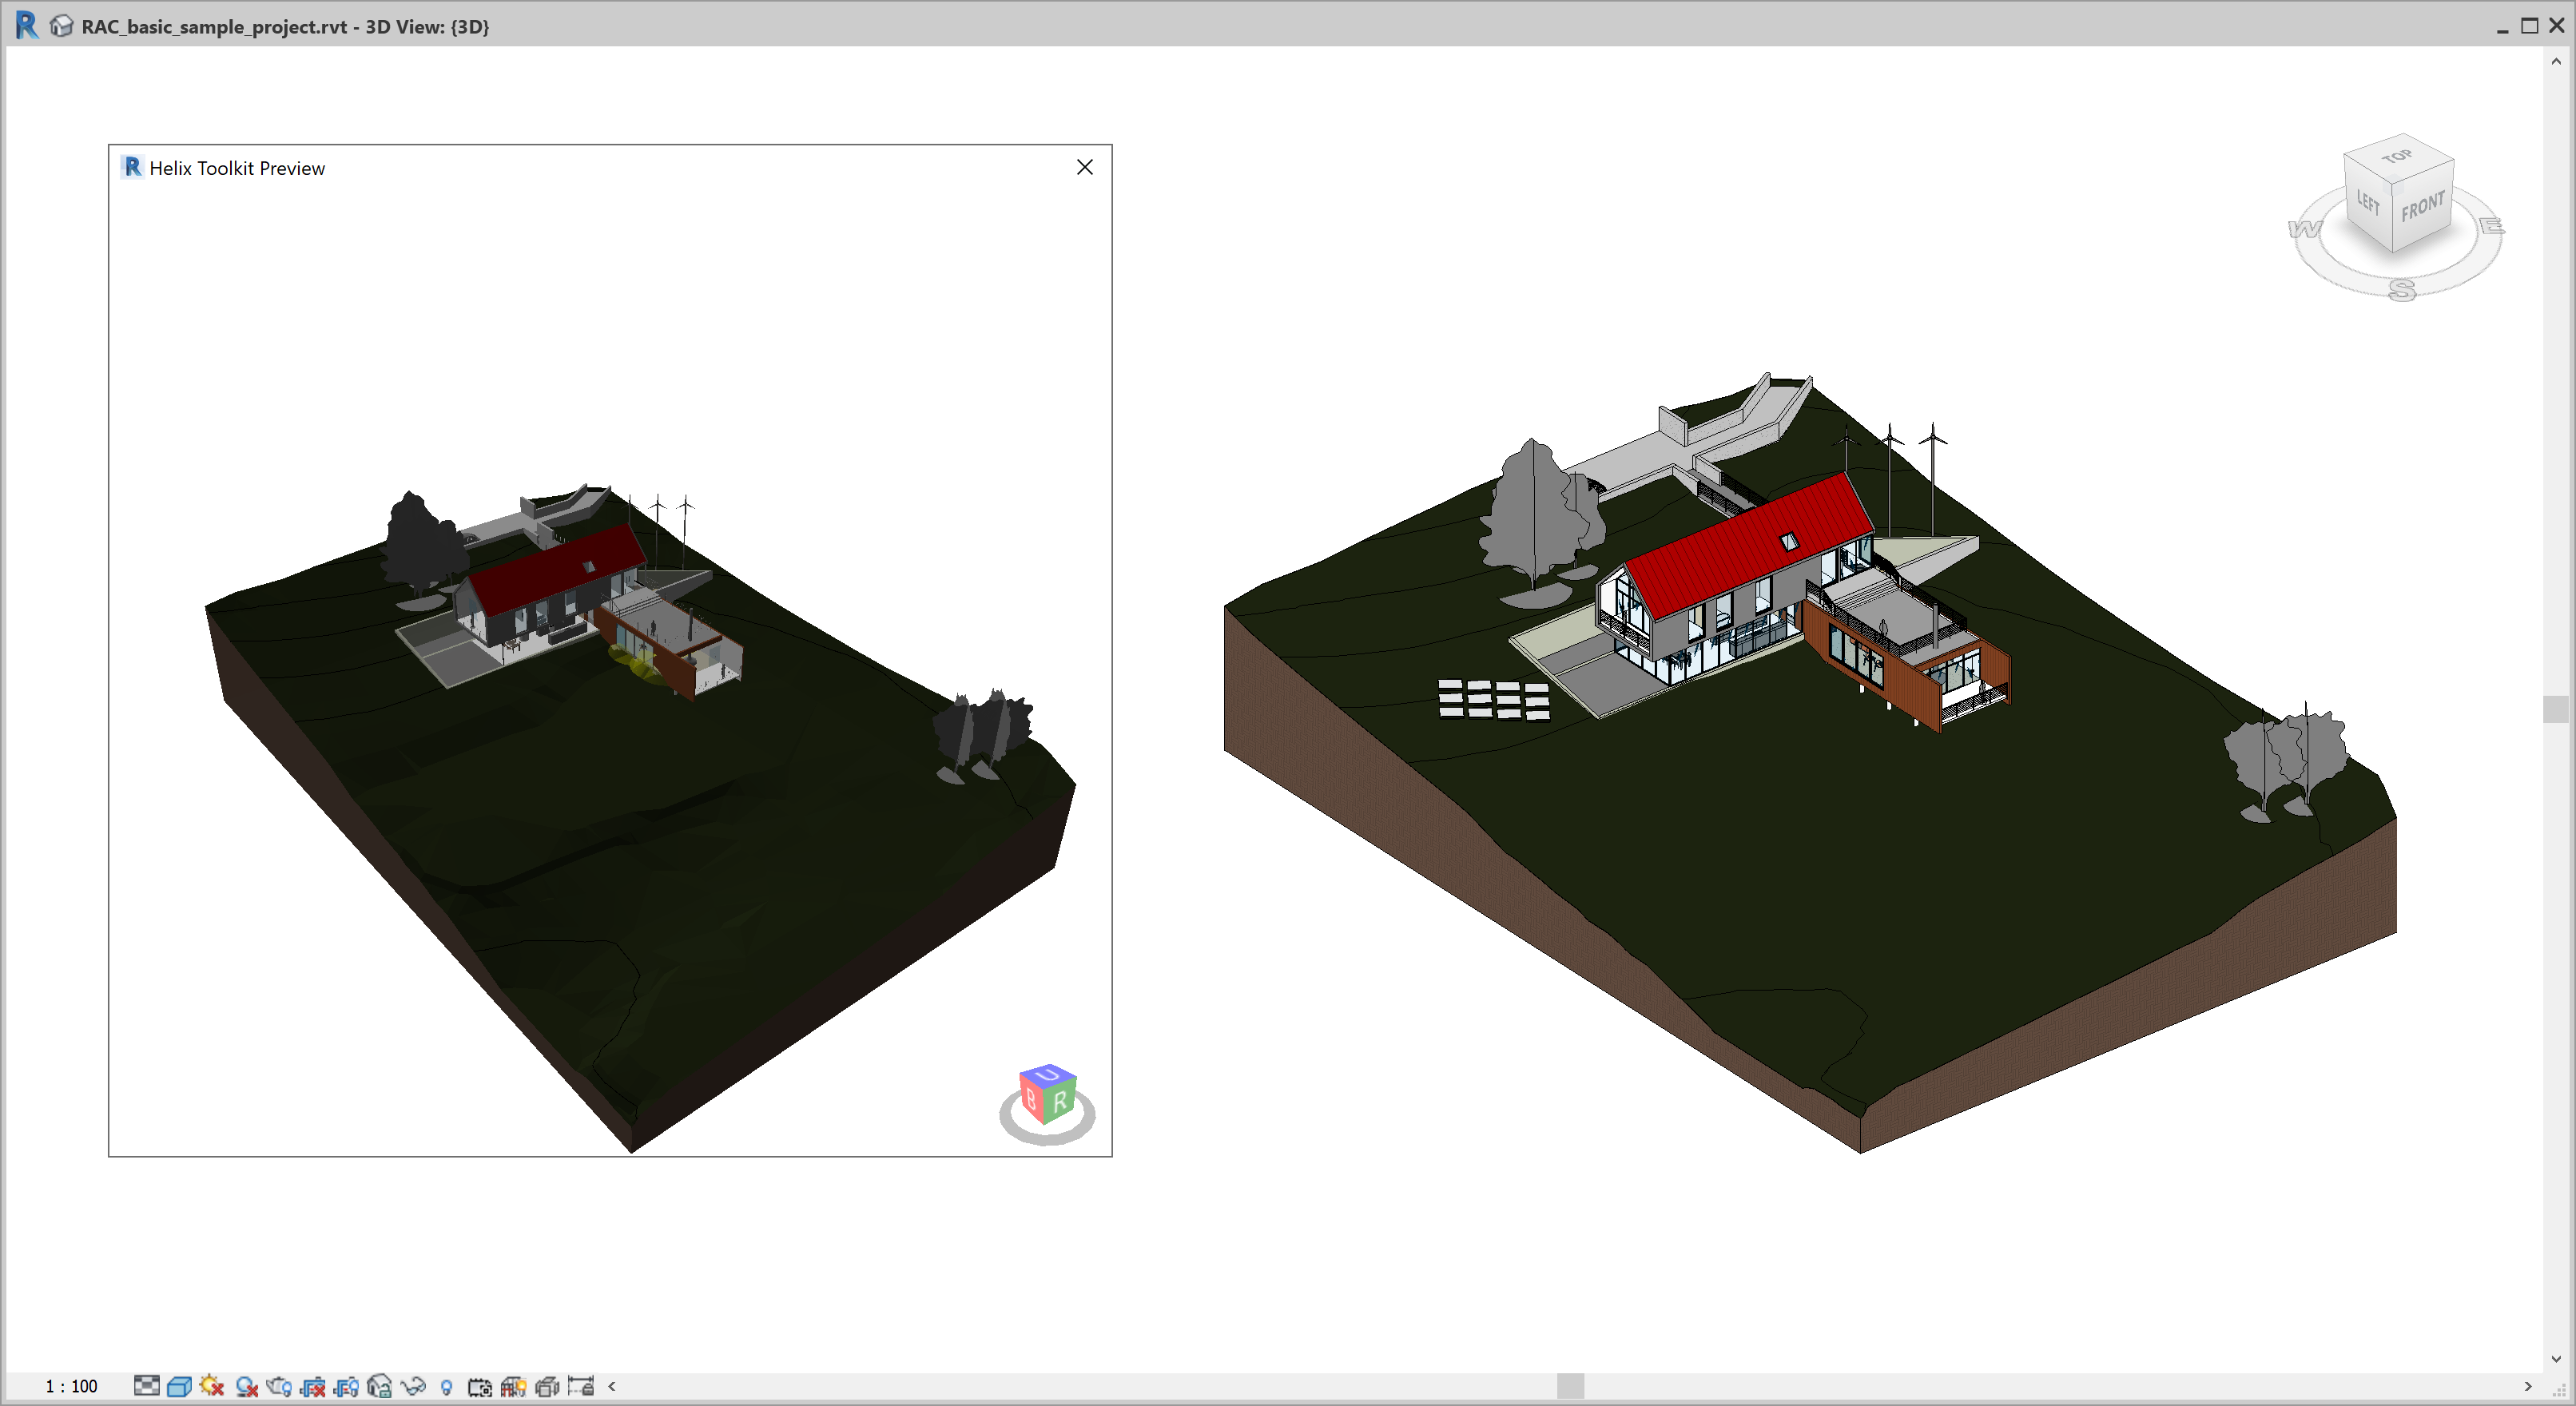 RAC_basic_sample_project.rvt - 3D View: {3D}
R Helix Toolkit Preview
TOP
LEFT
FRONT
W
E
S
U
B
R
1 : 100